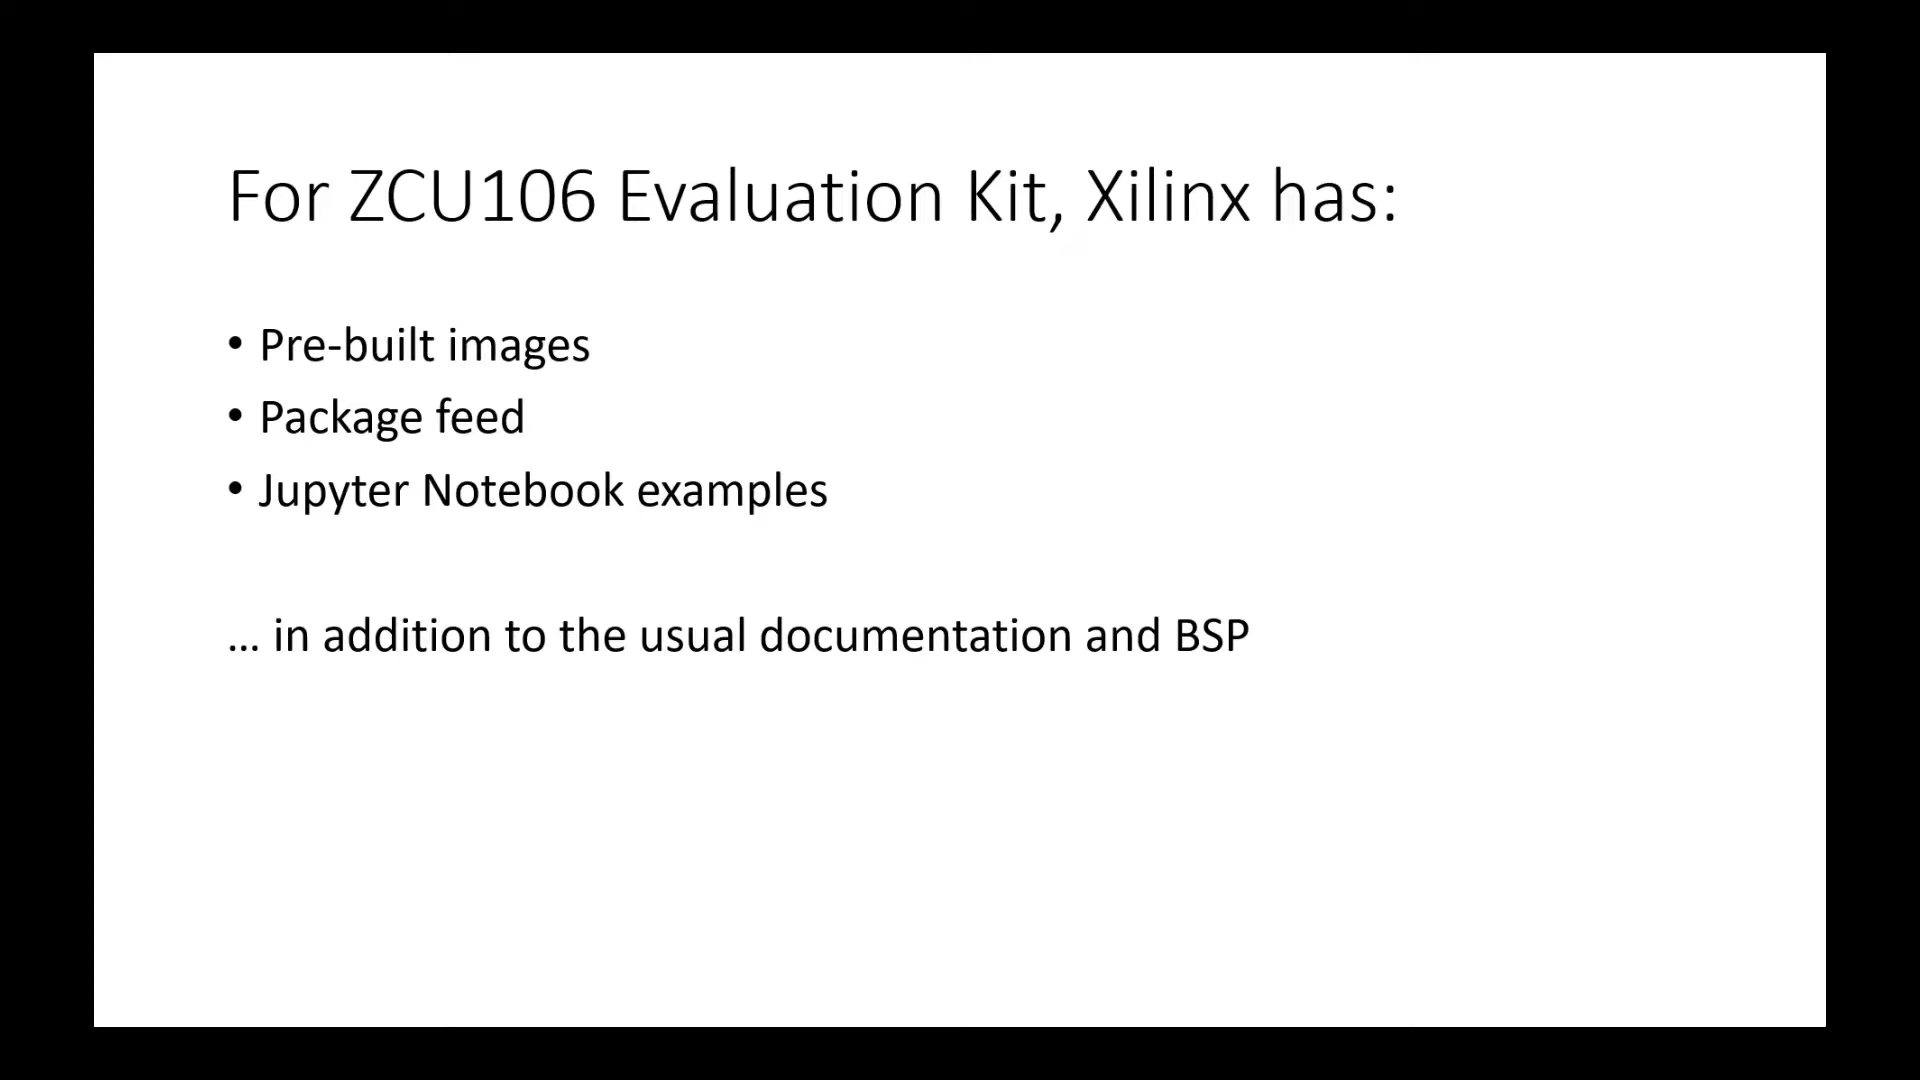 For ZCU106 Evaluation Kit, Xilinx has:
• Pre-built images
• Package feed
• Jupyter Notebook examples
... in addition to the usual documentation and BSP